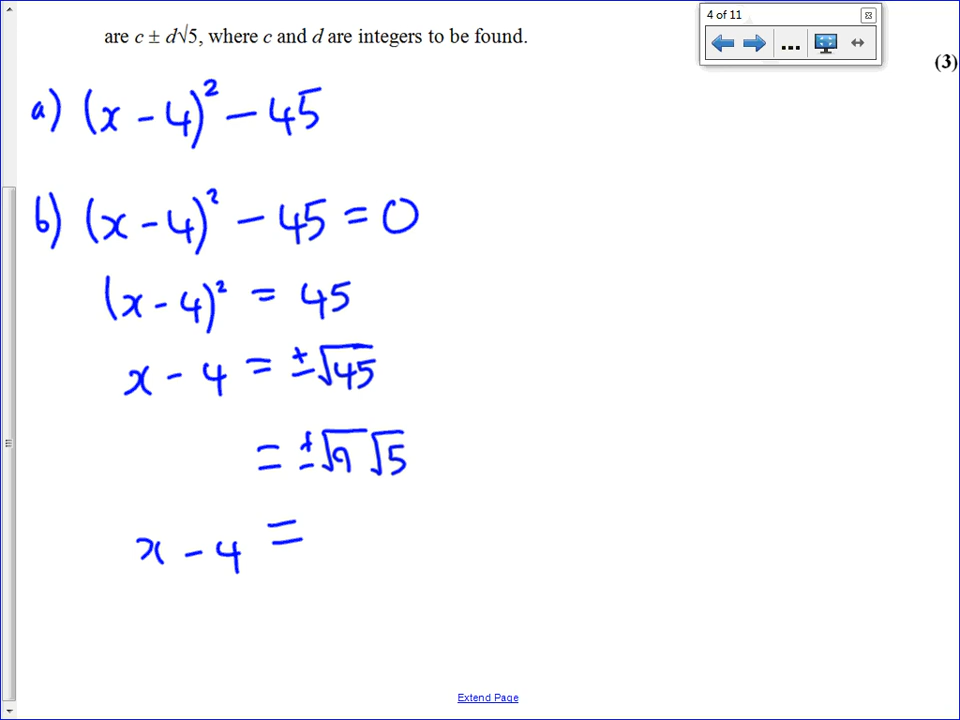 4 of 11
are c ± d√5, where c and d are integers to be found.
(3)
a) (x - 4)² - 45
b) (x - 4)² - 45 = 0
(x - 4)² = 45
x - 4 = ±√45
= ±√9 √5
x - 4 =
Extend Page